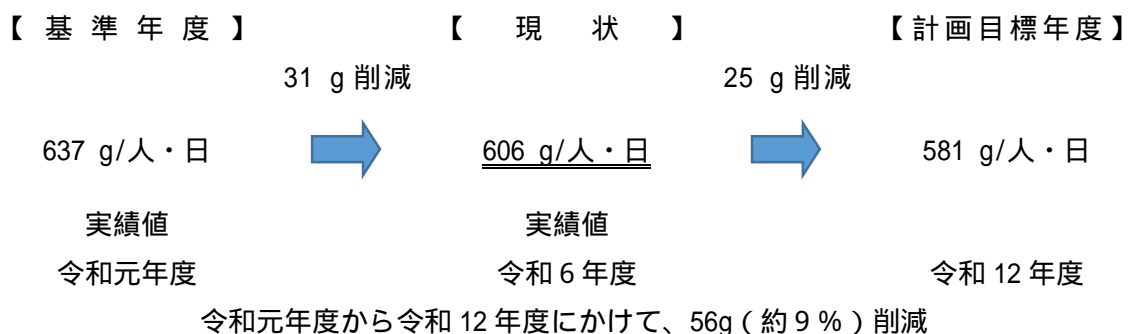 【基準年度】 【現状】 【計画目標年度】
31 g 削減 25 g 削減
637 g/人・日 606 g/人・日 581 g/人・日
実績値 実績値
令和元年度 令和６年度 令和 12 年度
令和元年度から令和 12 年度にかけて、56g（約９％）削減